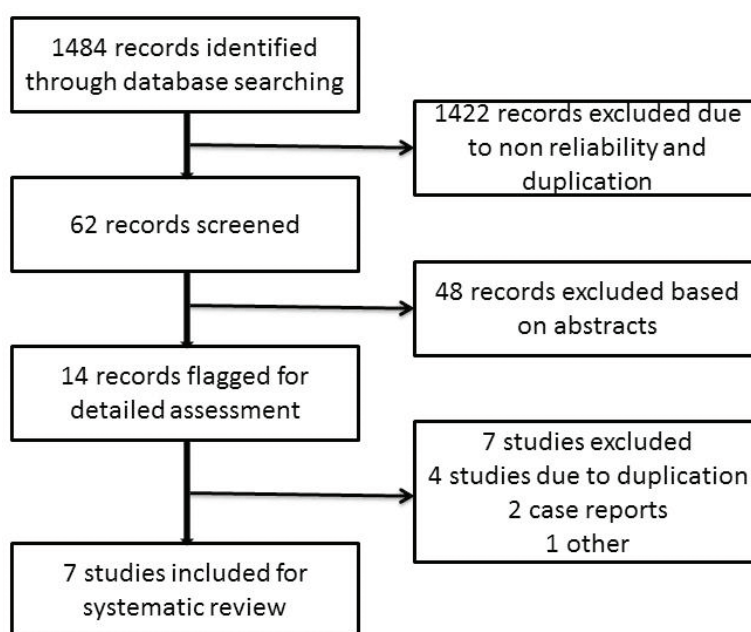 1484 records identified
through database searching
1422 records excluded due
to non reliability and
duplication
62 records screened
48 records excluded based
on abstracts
14 records flagged for
detailed assessment
7 studies excluded
4 studies due to duplication
2 case reports
1 other
7 studies included for
systematic review